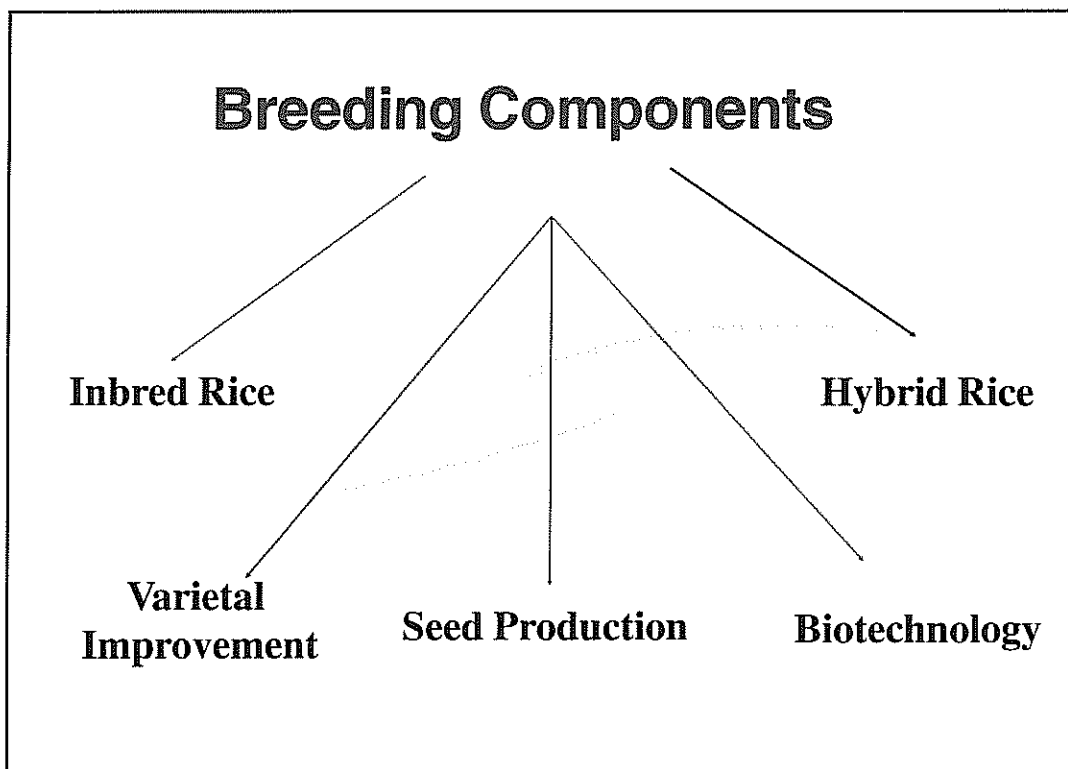 Breeding Components
Inbred Rice
Hybrid Rice
Varietal
Improvement
Seed Production
Biotechnology